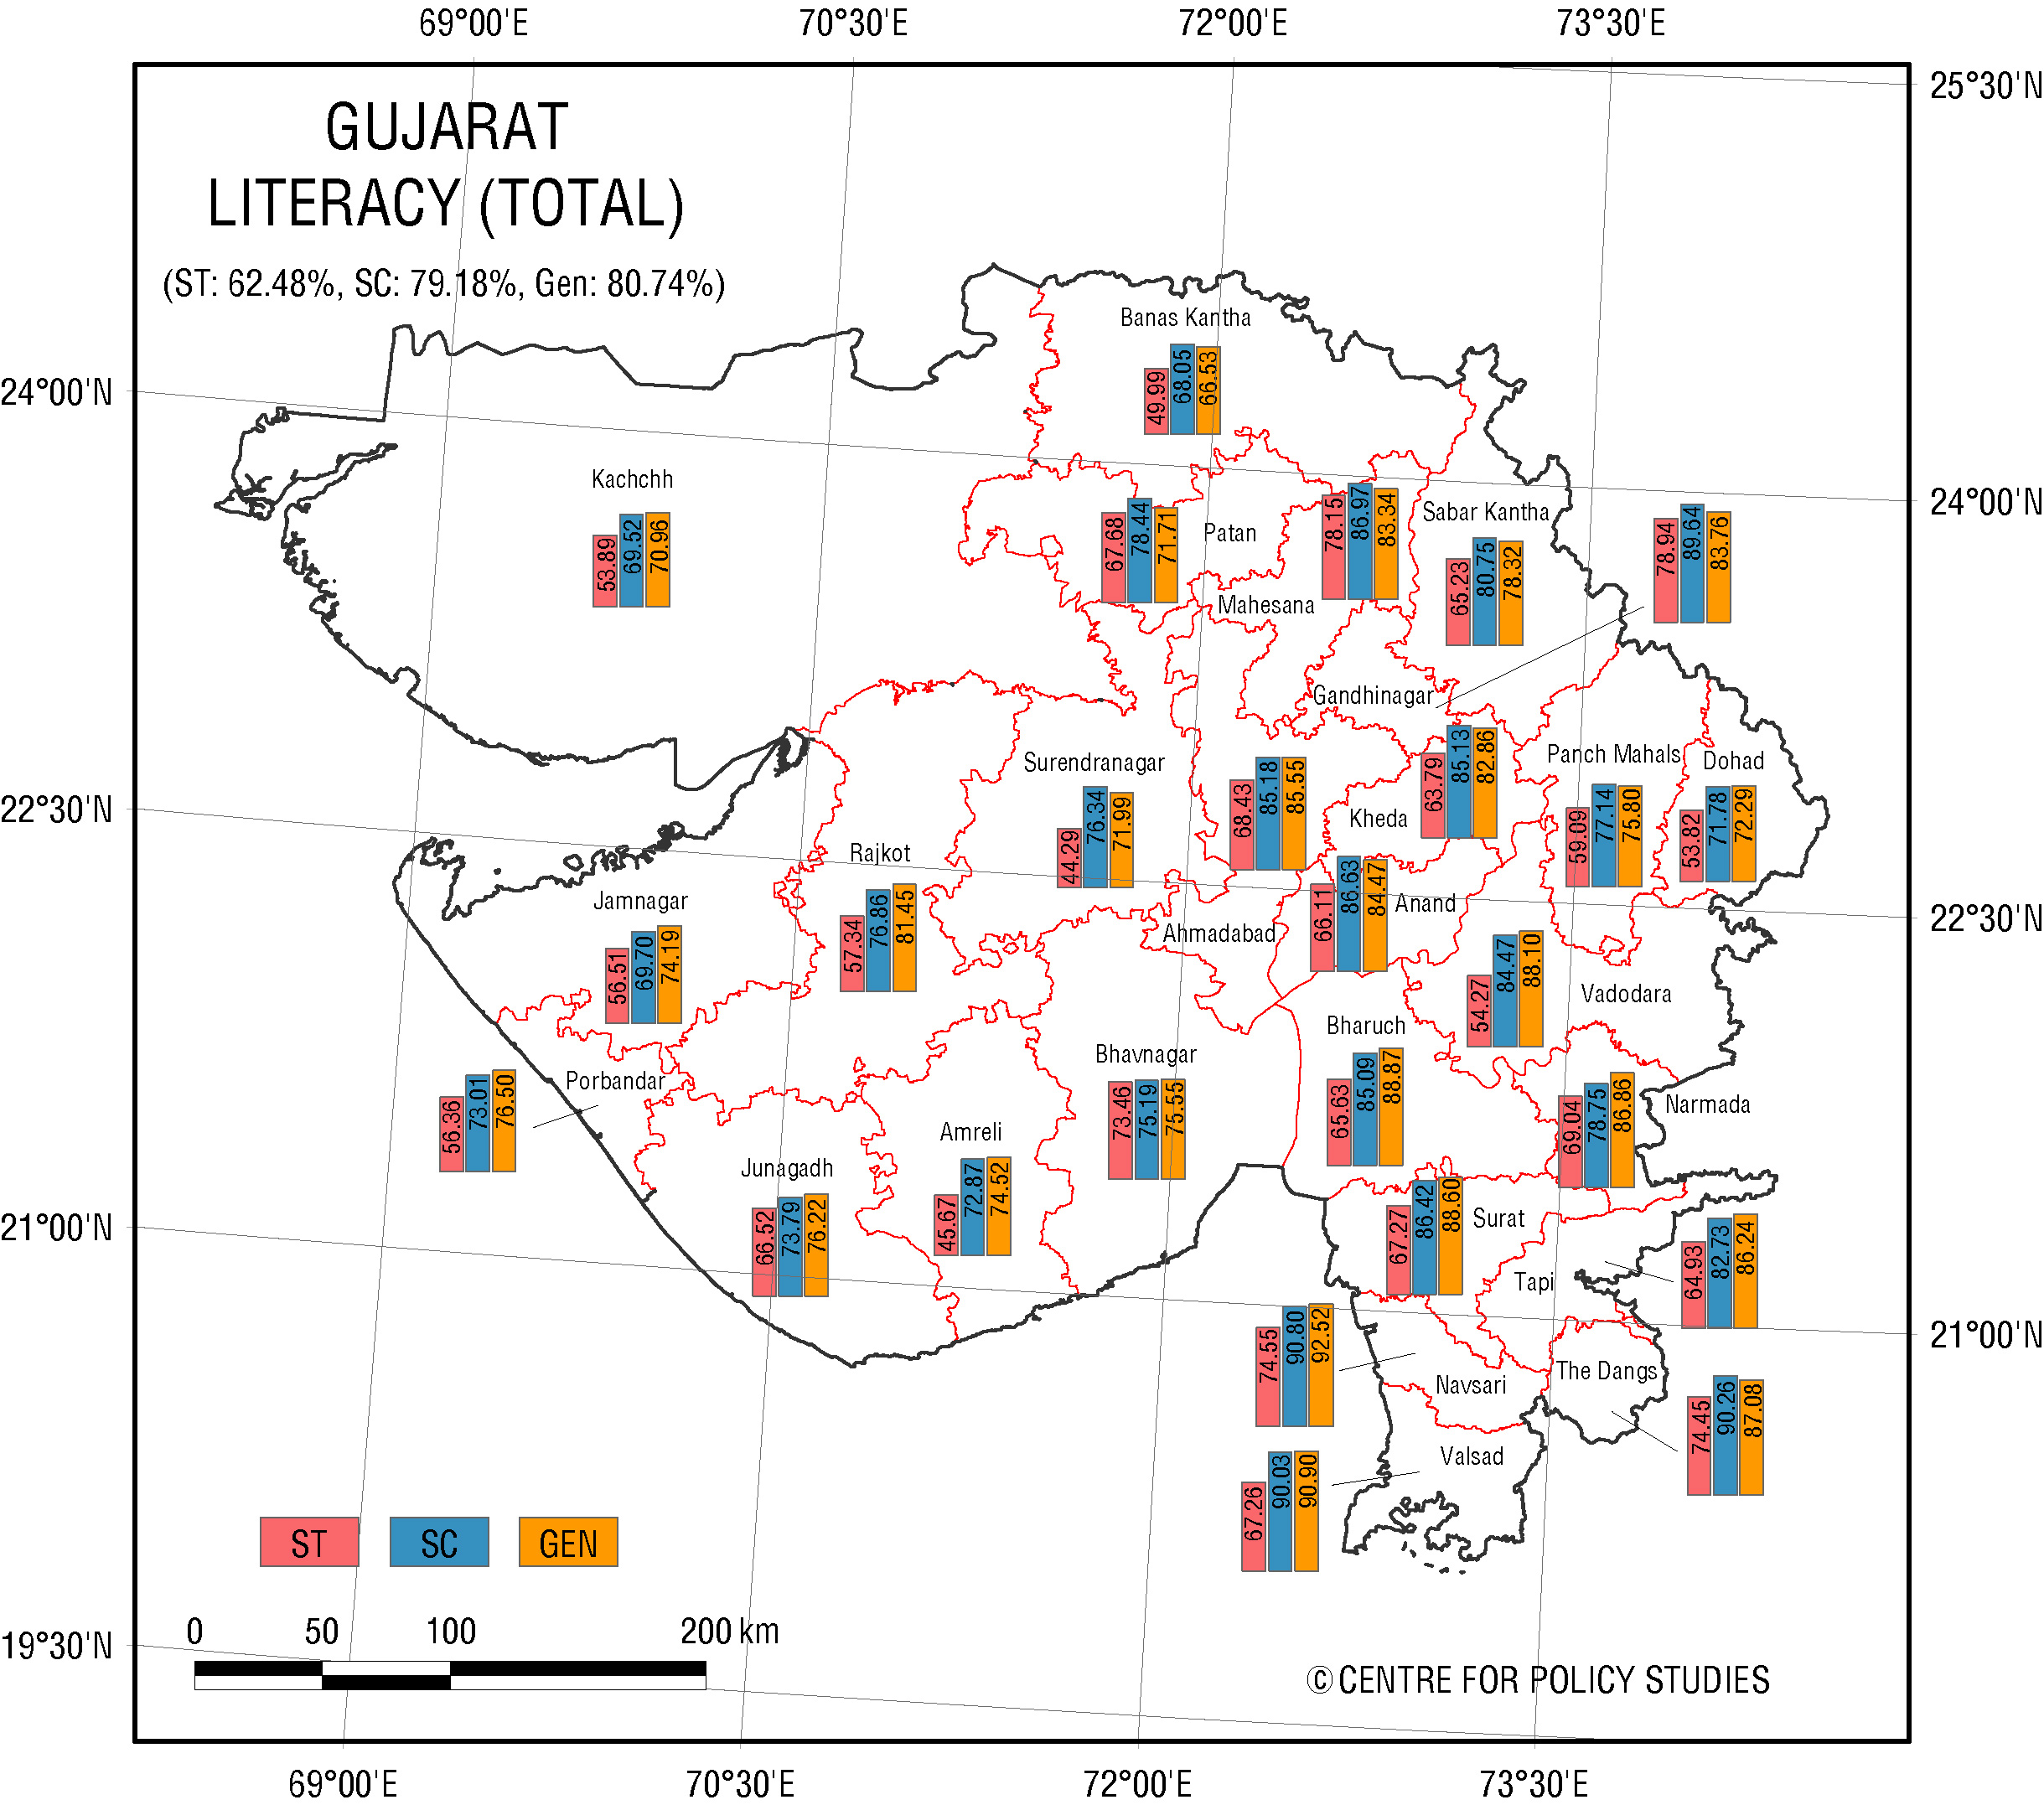 69°00'E 70°30'E 72°00'E 73°30'E
25°30'N
GUJARAT
LITERACY (TOTAL)
(ST: 62.48%, SC: 79.18%, Gen: 80.74%)
Banas Kantha
49.99 68.05 66.53
24°00'N
Kachchh
53.89 69.52 70.96
Patan
67.68 78.44 71.71
Mahesana
78.15 86.97 83.34
Sabar Kantha
65.23 80.75 78.32
24°00'N
Gandhinagar
78.94 89.64 83.76
22°30'N
Surendranagar
44.29 76.34 71.99
68.43 85.18 85.55
Ahmadabad
Kheda
63.79 85.13 82.86
Panch Mahals
59.09 77.14 75.80
Dohad
53.82 71.78 72.29
Rajkot
57.34 76.86 81.45
Jamnagar
56.51 69.70 74.19
Anand
66.11 86.63 84.47
22°30'N
Vadodara
54.27 84.47 88.10
Bharuch
65.63 85.09 88.87
Bhavnagar
73.46 75.19 75.55
Porbandar
56.36 73.01 76.50
Narmada
69.04 78.75 86.86
Amreli
45.67 72.87 74.52
Junagadh
66.52 73.79 76.22
21°00'N
Surat
67.27 86.42 88.60
Tapi
64.93 82.73 86.24
21°00'N
Navsari
74.55 90.80 92.52
The Dangs
74.45 90.26 87.08
Valsad
67.26 90.03 90.90
ST SC GEN
0 50 100 200 km
19°30'N
© CENTRE FOR POLICY STUDIES
69°00'E 70°30'E 72°00'E 73°30'E